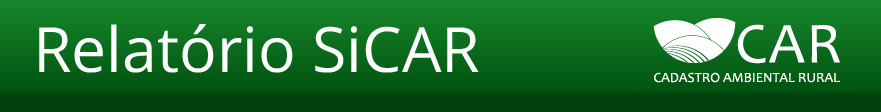 Relatório SiCAR
CAR
CADASTRO AMBIENTAL RURAL